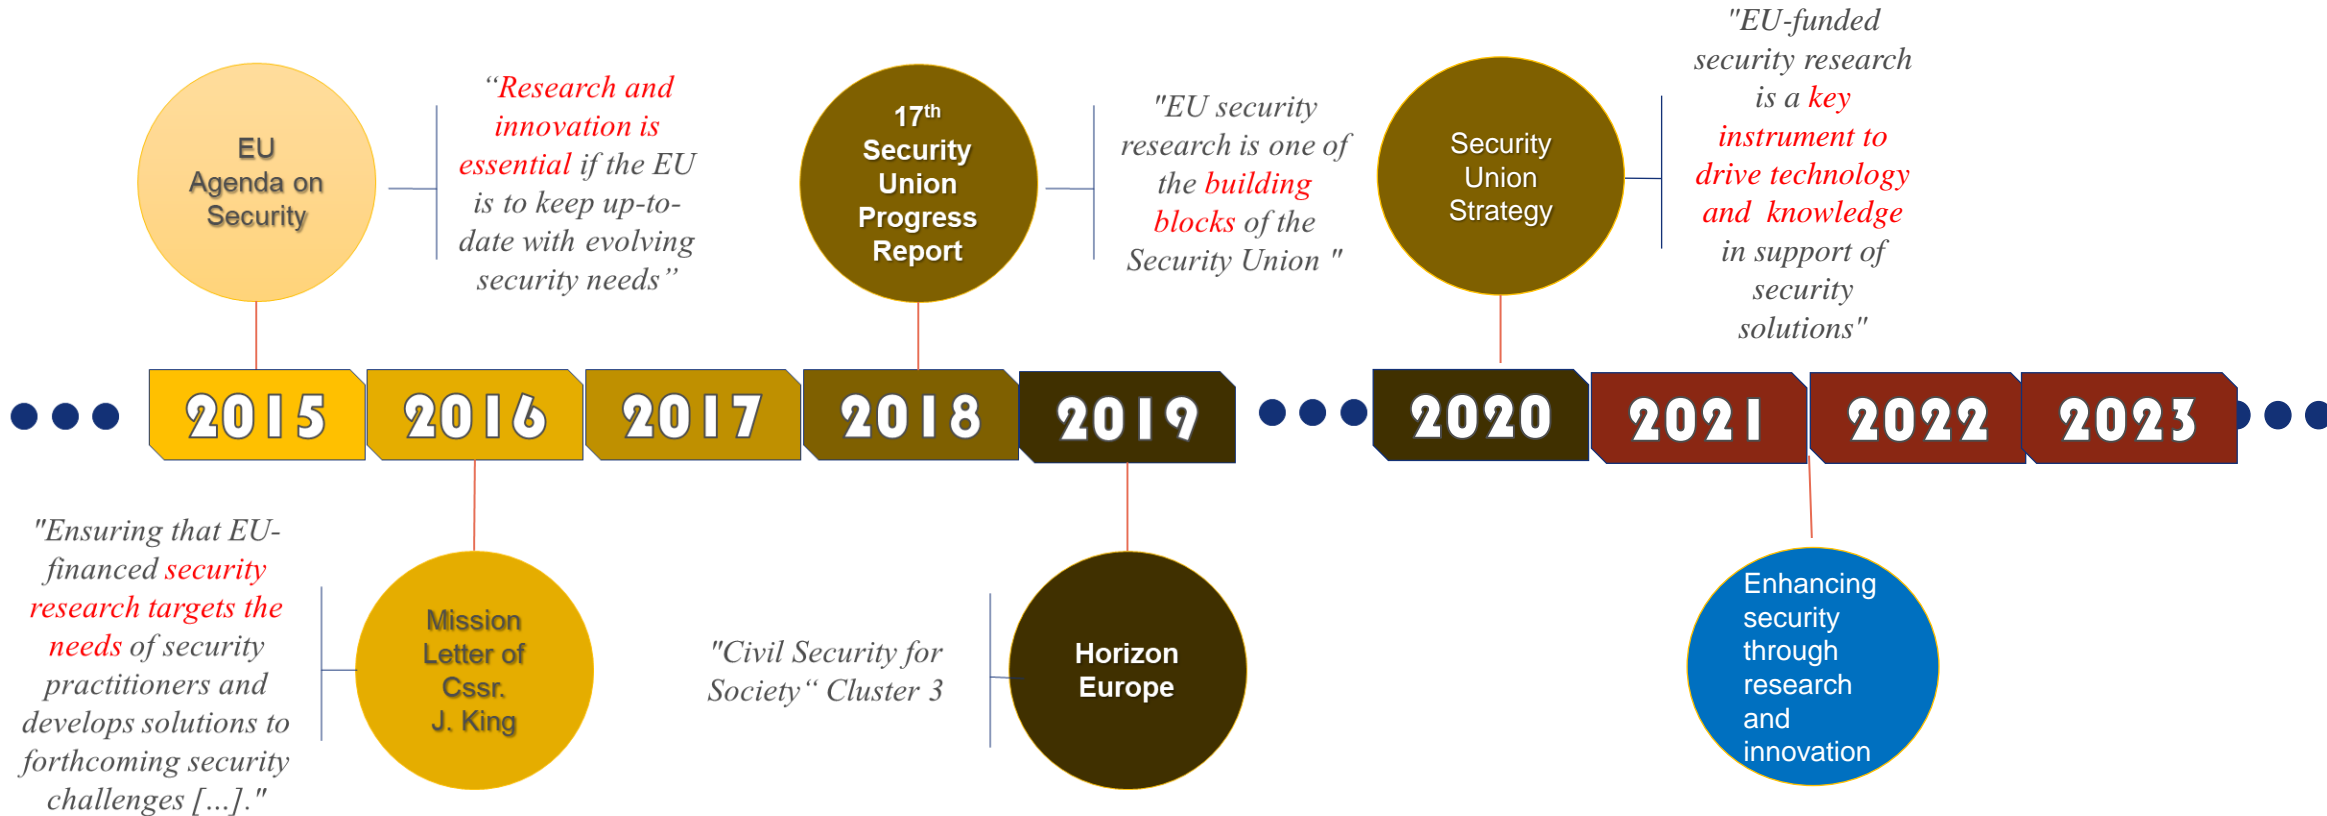 EU
Agenda on
Security
“Research and
innovation is
essential if the EU
is to keep up-to-
date with evolving
security needs”
17th
Security
Union
Progress
Report
"EU security
research is one of
the building
blocks of the
Security Union "
Security
Union
Strategy
"EU-funded
security research
is a key
instrument to
drive technology
and knowledge
in support of
security
solutions"
2015
2016
2017
2018
2019
2020
2021
2022
2023
"Ensuring that EU-
financed security
research targets the
needs of security
practitioners and
develops solutions to
forthcoming security
challenges [...]."
Mission
Letter of
Cssr.
J. King
"Civil Security for
Society“ Cluster 3
Horizon
Europe
Enhancing
security
through
research
and
innovation